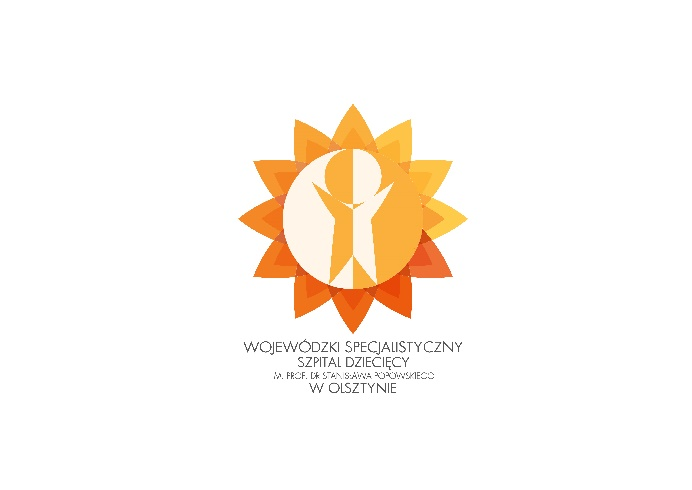 WOJEWÓDZKI SPECJALISTYCZNY
SZPITAL DZIECIĘCY
IM. PROF. DR STANISŁAWA POPOWSKIEGO
W OLSZTYNIE